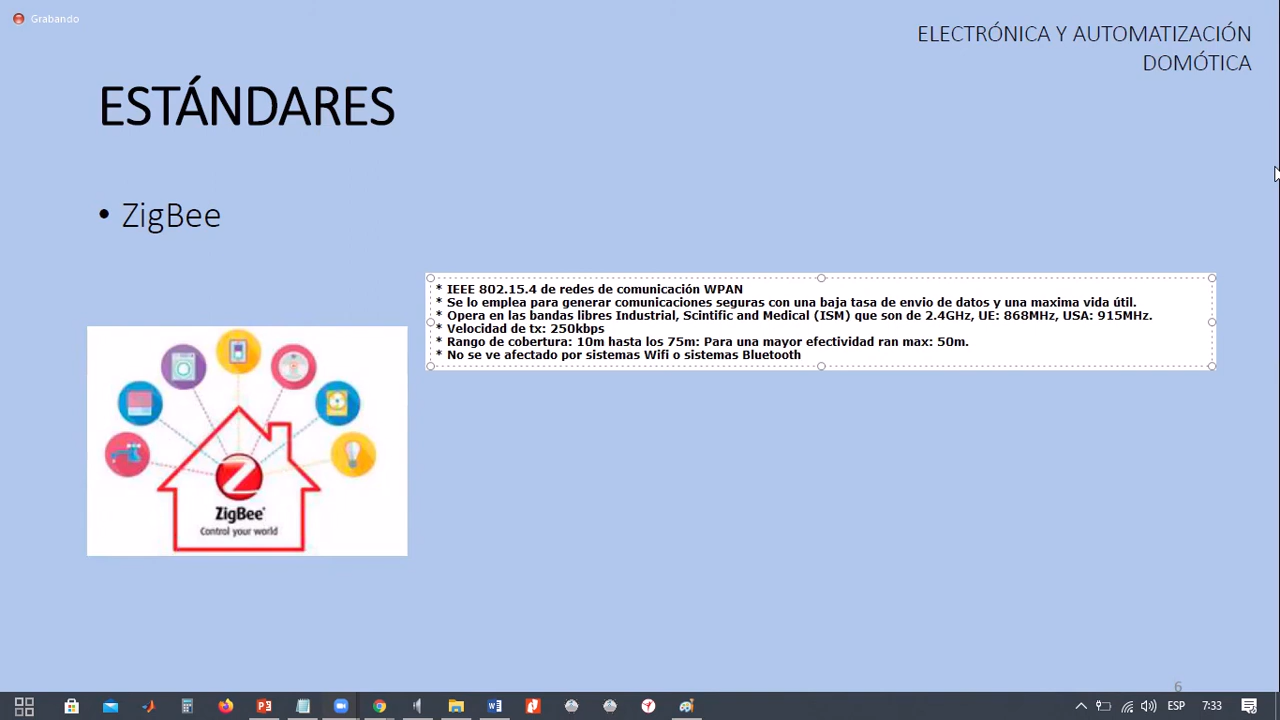 Grabando
ELECTRÓNICA Y AUTOMATIZACIÓN
DOMÓTICA
ESTÁNDARES
• ZigBee
* IEEE 802.15.4 de redes de comunicación WPAN
* Se lo emplea para generar comunicaciones seguras con una baja tasa de envio de datos y una maxima vida útil.
* Opera en las bandas libres Industrial, Scintific and Medical (ISM) que son de 2.4GHz, UE: 868MHz, USA: 915MHz.
* Velocidad de tx: 250kbps
* Rango de cobertura: 10m hasta los 75m: Para una mayor efectividad ran max: 50m.
* No se ve afectado por sistemas Wifi o sistemas Bluetooth
ZigBee
Control your world
6
ESP
7:33